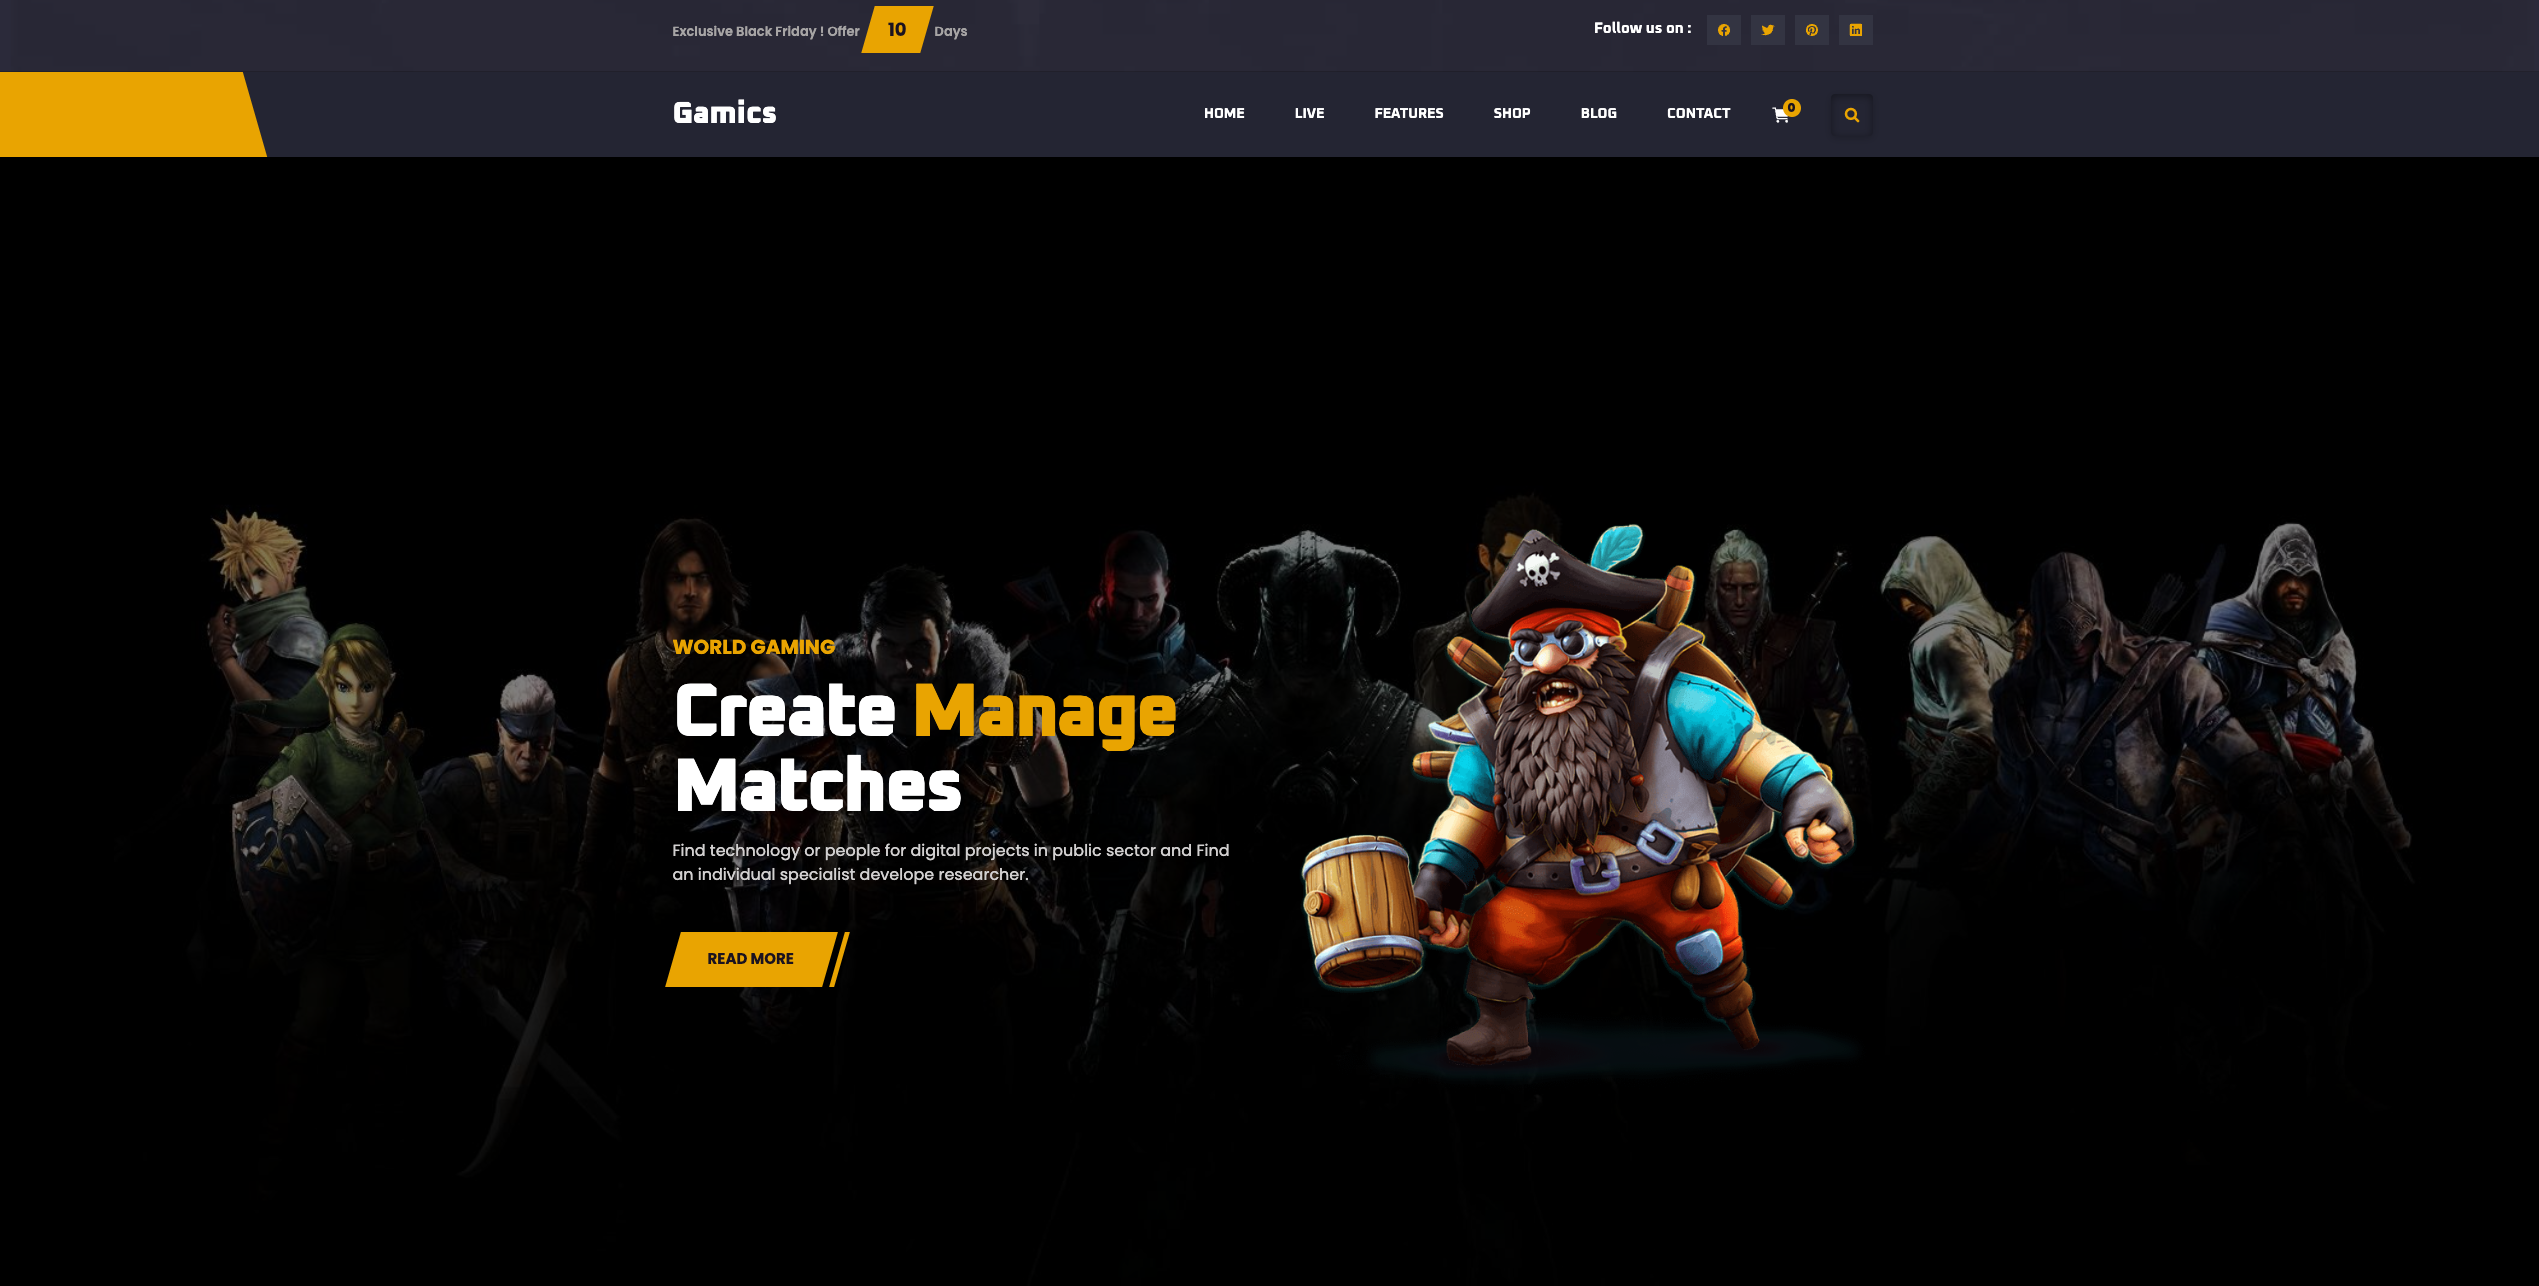 Exclusive Black Friday ! Offer 10 Days
Follow us on :
Gamics
HOME LIVE FEATURES SHOP BLOG CONTACT 0
WORLD GAMING
Create Manage
Matches
Find technology or people for digital projects in public sector and Find
an individual specialist develope researcher.
READ MORE